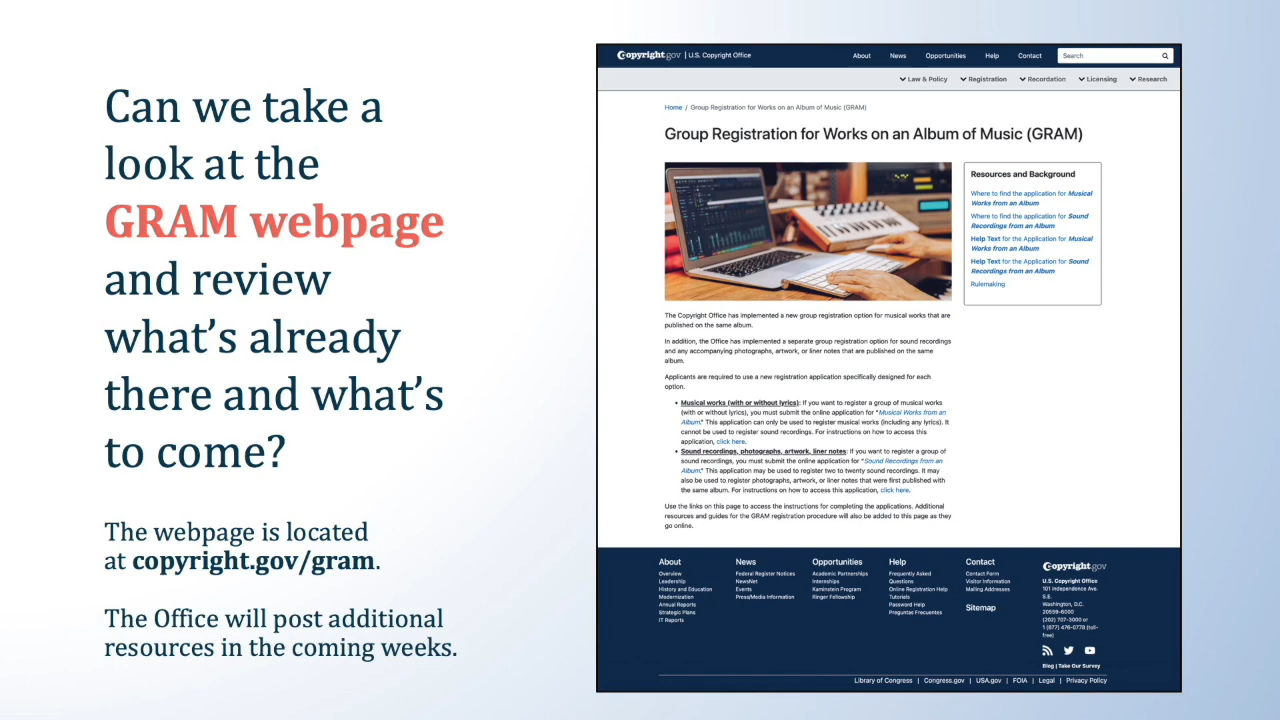 Can we take a
look at the
GRAM webpage
and review
what's already
there and what's
to come?
The webpage is located
at copyright.gov/gram.
The Office will post additional
resources in the coming weeks.
Copyright.gov | U.S. Copyright Office
About News Opportunities Help Contact Search
Law & Policy Registration Recordation Licensing Research
Home / Group Registration for Works on an Album of Music (GRAM)
Group Registration for Works on an Album of Music (GRAM)
Resources and Background
Where to find the application for Musical
Works from an Album
Where to find the application for Sound
Recordings from an Album
Help Text for the Application for Musical
Works from an Album
Help Text for the Application for Sound
Recordings from an Album
Rulemaking
The Copyright Office has implemented a new group registration option for musical works that are
published on the same album.
In addition, the Office has implemented a separate group registration option for sound recordings
and any accompanying photographs, artwork, or liner notes that are published on the same
album.
Applicants are required to use a new registration application specifically designed for each
option.
• Musical works (with or without lyrics): If you want to register a group of musical works
(with or without lyrics), you must submit the online application for "Musical Works from an
Album." This application can only be used to register musical works (including any lyrics). It
cannot be used to register sound recordings. For instructions on how to access this
application, click here.
• Sound recordings, photographs, artwork, liner notes: If you want to register a group of
sound recordings, you must submit the online application for "Sound Recordings from an
Album." This application may be used to register two to twenty sound recordings. It may
also be used to register photographs, artwork, or liner notes that were first published with
the same album. For instructions on how to access this application, click here.
Use the links on this page to access the instructions for completing the applications. Additional
resources and guides for the GRAM registration procedure will also be added to this page as they
go online.
About
Overview
Leadership
History and Education
Modernization
Annual Reports
Strategic Plans
IT Reports
News
Federal Register Notices
NewsNet
Events
Press/Media Information
Opportunities
Academic Partnerships
Internships
Kaminstein Program
Ringer Fellowship
Help
Frequently Asked
Questions
Online Registration Help
Tutorials
Password Help
Preguntas Frecuentes
Contact
Contact Form
Visitor Information
Mailing Addresses
Sitemap
Copyright.gov
U.S. Copyright Office
101 Independence Ave.
S.E.
Washington, D.C.
20559-6000
(202) 707-3000 or
1 (877) 476-0778 (toll-
free)
Blog | Take Our Survey
Library of Congress | Congress.gov | USA.gov | FOIA | Legal | Privacy Policy